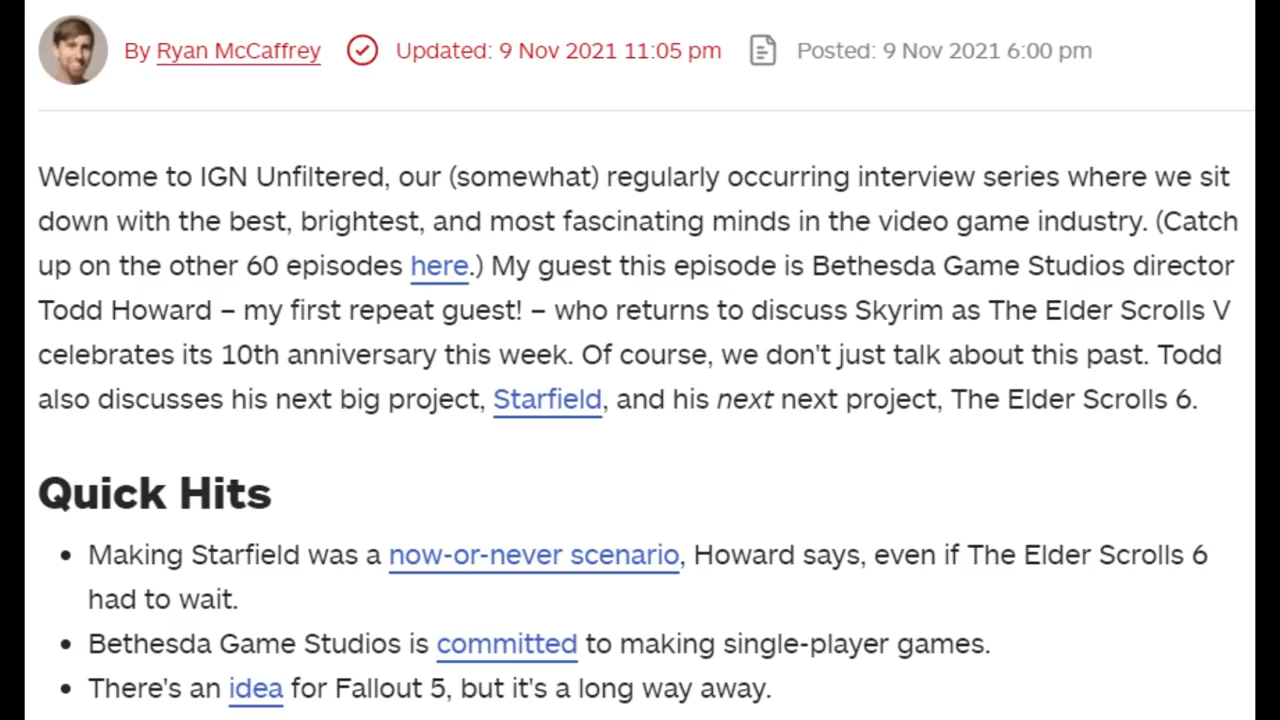 By Ryan McCaffrey Updated: 9 Nov 2021 11:05 pm Posted: 9 Nov 2021 6:00 pm
Welcome to IGN Unfiltered, our (somewhat) regularly occurring interview series where we sit
down with the best, brightest, and most fascinating minds in the video game industry. (Catch
up on the other 60 episodes here.) My guest this episode is Bethesda Game Studios director
Todd Howard – my first repeat guest! – who returns to discuss Skyrim as The Elder Scrolls V
celebrates its 10th anniversary this week. Of course, we don't just talk about this past. Todd
also discusses his next big project, Starfield, and his next next project, The Elder Scrolls 6.
Quick Hits
• Making Starfield was a now-or-never scenario, Howard says, even if The Elder Scrolls 6
had to wait.
• Bethesda Game Studios is committed to making single-player games.
• There's an idea for Fallout 5, but it's a long way away.